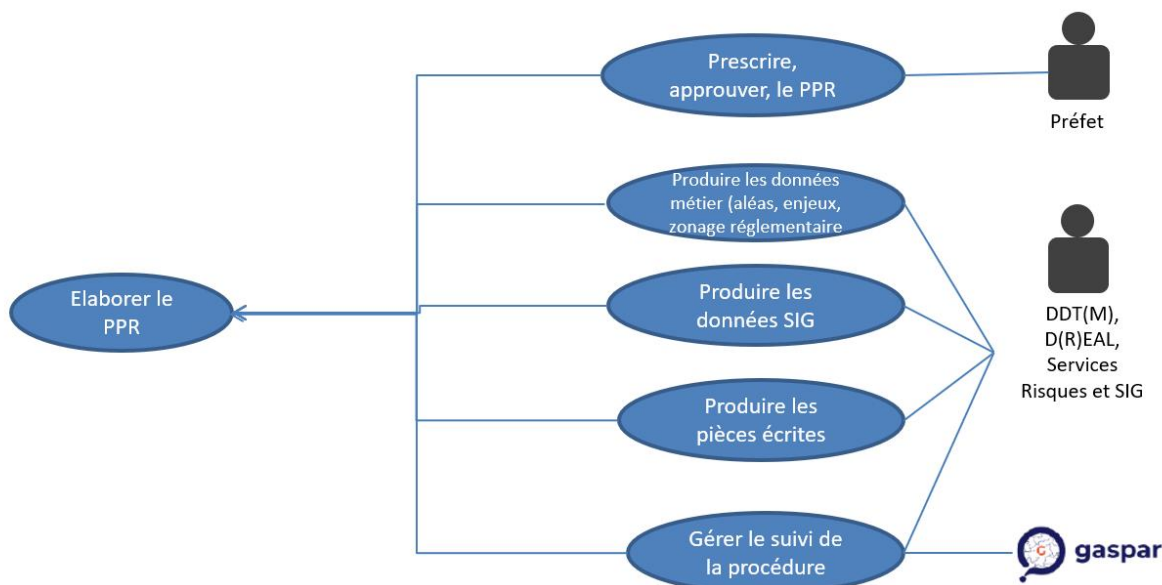 Prescrire,
approuver, le PPR
Préfet
Produire les données
métier (aléas, enjeux,
zonage réglementaire
Elaborer le
PPR
Produire les
données SIG
DDT(M),
D(R)EAL,
Services
Risques et SIG
Produire les
pièces écrites
Gérer le suivi de
la procédure
G
gaspar